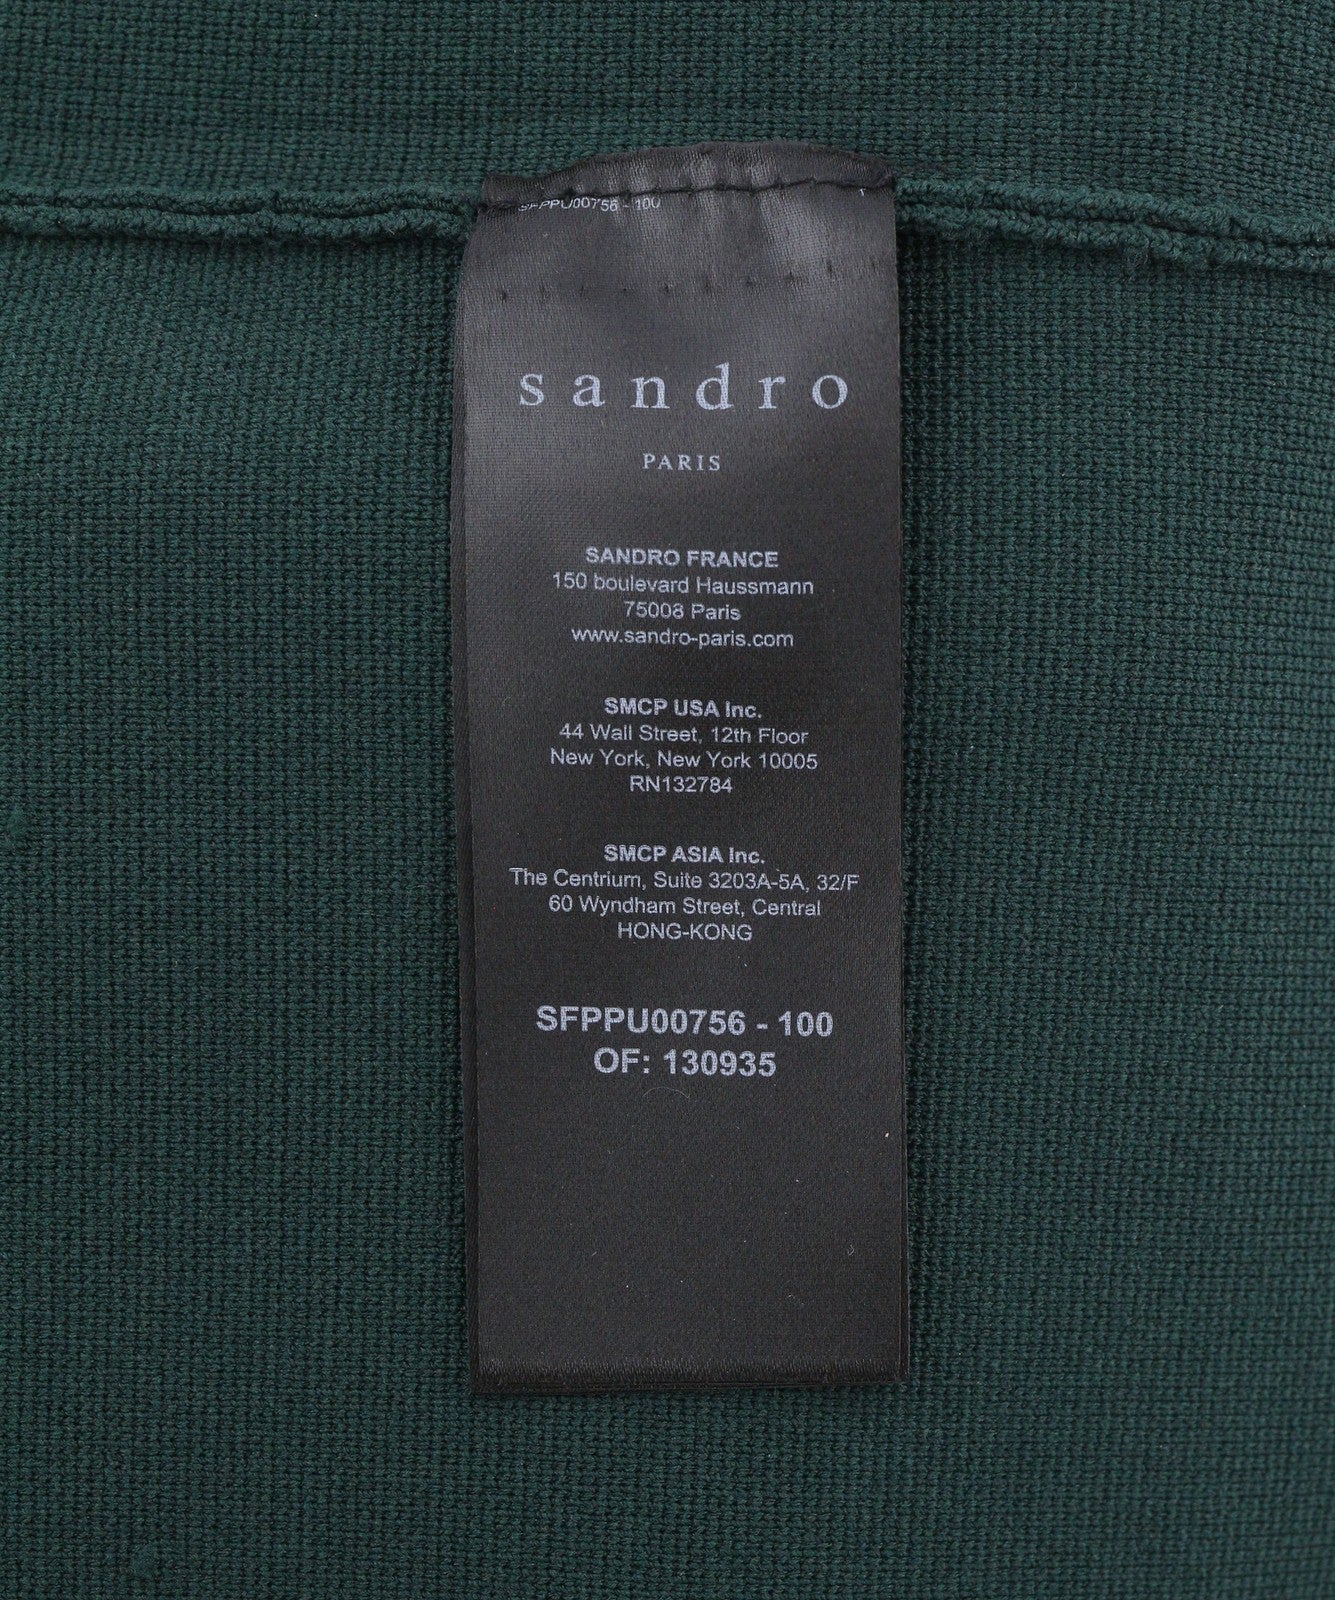 SFPPU00756 - 100
sandro
PARIS
SANDRO FRANCE
150 boulevard Haussmann
75008 Paris
www.sandro-paris.com
SMCP USA Inc.
44 Wall Street, 12th Floor
New York, New York 10005
RN132784
SMCP ASIA Inc.
The Centrium, Suite 3203A-5A, 32/F
60 Wyndham Street, Central
HONG-KONG
SFPPU00756 - 100
OF: 130935